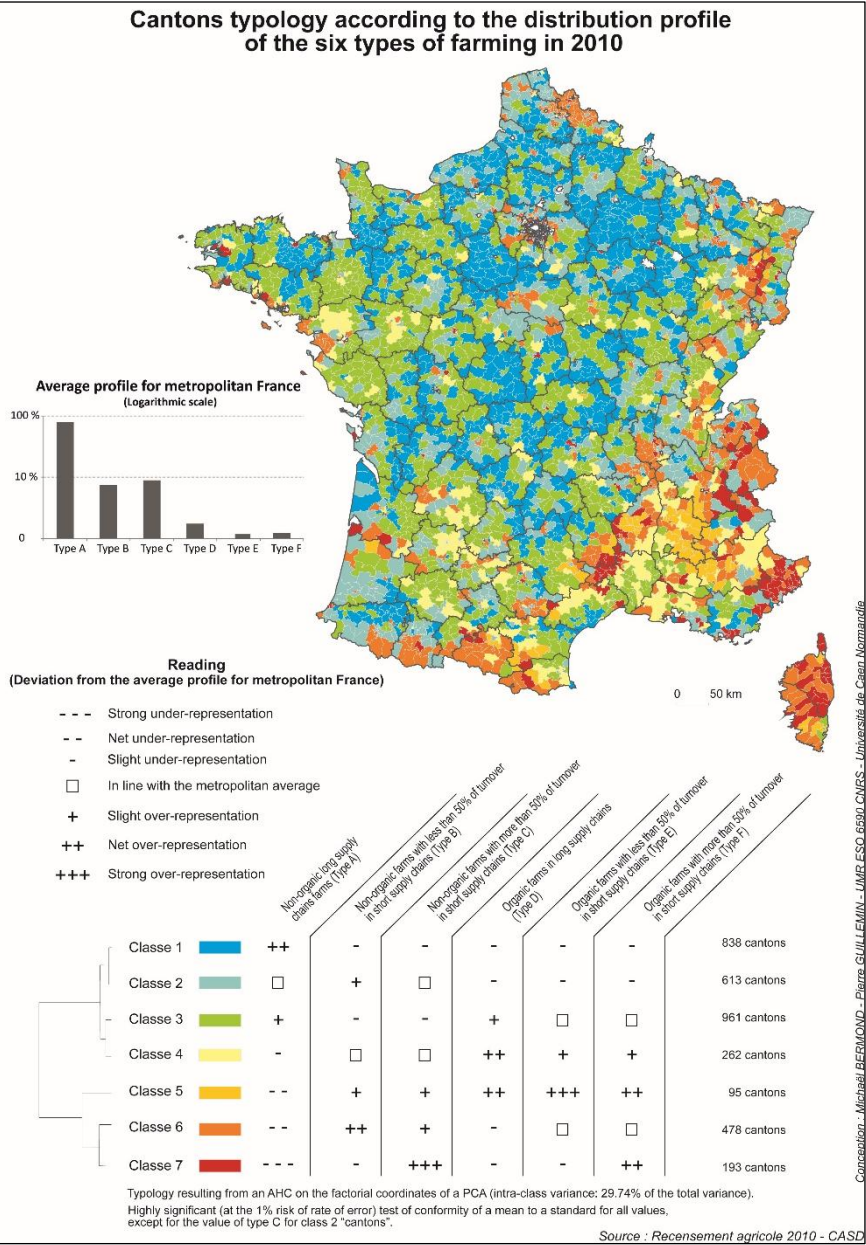 Cantons typology according to the distribution profile
of the six types of farming in 2010
Average profile for metropolitan France
(Logarithmic scale)
100 %
10 %
0
Type A Type B Type C Type D Type E Type F
Reading
(Deviation from the average profile for metropolitan France)
- - - Strong under-representation
- - Net under-representation
- Slight under-representation
□ In line with the metropolitan average
+ Slight over-representation
++ Net over-representation
+++ Strong over-representation
0 50 km
Non-organic long supply
chains farms (Type A)
Non-organic farms with less than 50% of turnover
in short supply chains (Type B)
Non-organic farms with more than 50% of turnover
in short supply chains (Type C)
Organic farms in long supply chains
(Type D)
Organic farms with less than 50% of turnover
in short supply chains (Type E)
Organic farms with more than 50% of turnover
in short supply chains (Type F)
Classe 1 ++ - - - - - 838 cantons
Classe 2 □ + □ - - - 613 cantons
Classe 3 + - - + □ □ 961 cantons
Classe 4 - □ □ ++ + + 262 cantons
Classe 5 - - + + ++ +++ ++ 95 cantons
Classe 6 - - ++ + - □ □ 478 cantons
Classe 7 - - - - +++ - - ++ 193 cantons
Typology resulting from an AHC on the factorial coordinates of a PCA (intra-class variance: 29.74% of the total variance).
Highly significant (at the 1% risk of rate of error) test of conformity of a mean to a standard for all values,
except for the value of type C for class 2 "cantons".
Source : Recensement agricole 2010 - CASD
Conception : Michaël BERMOND - Pierre GUILLEMIN - UMR ESO 6590 CNRS - Université de Caen Normandie